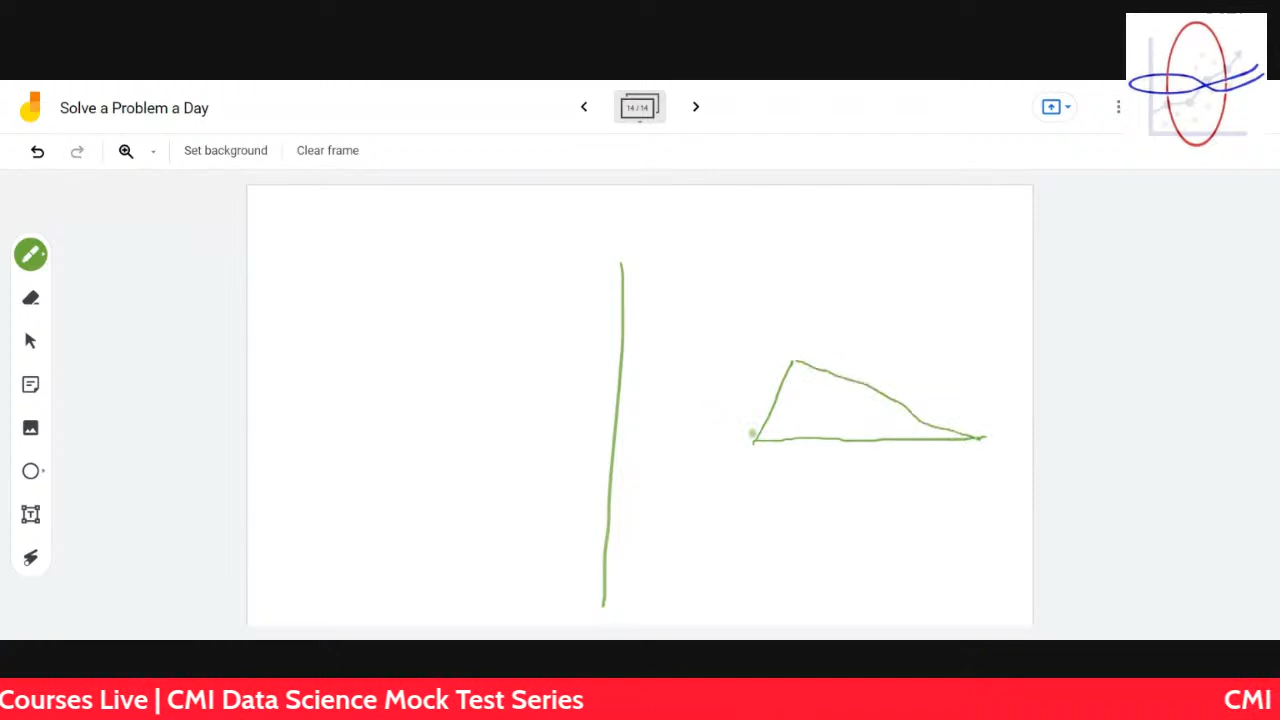 Solve a Problem a Day
14 / 14
Set background
Clear frame
Courses Live | CMI Data Science Mock Test Series
CMI